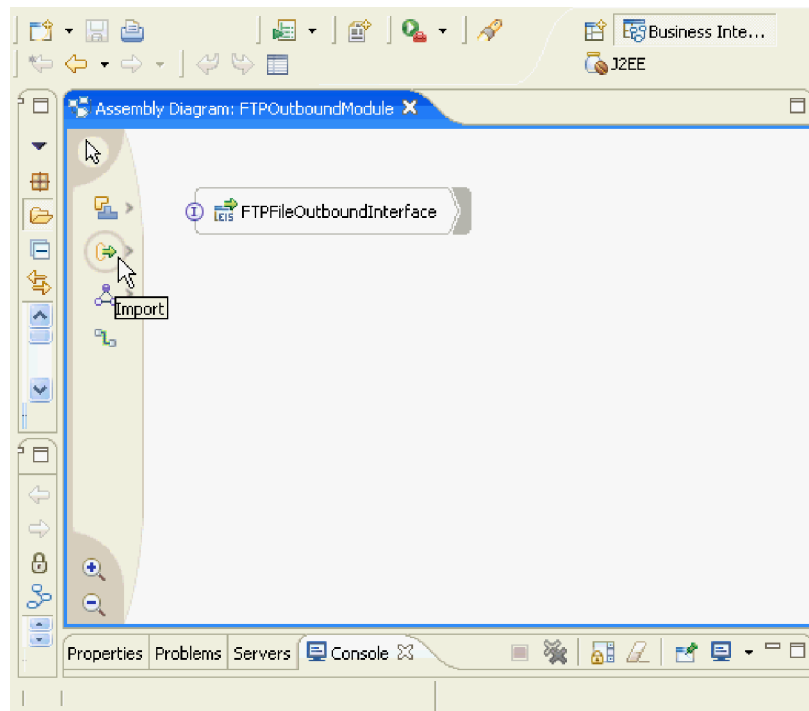 Business Inte...
J2EE
Assembly Diagram: FTPOutboundModule
I EIS FTPFileOutboundInterface
Import
Properties Problems Servers Console